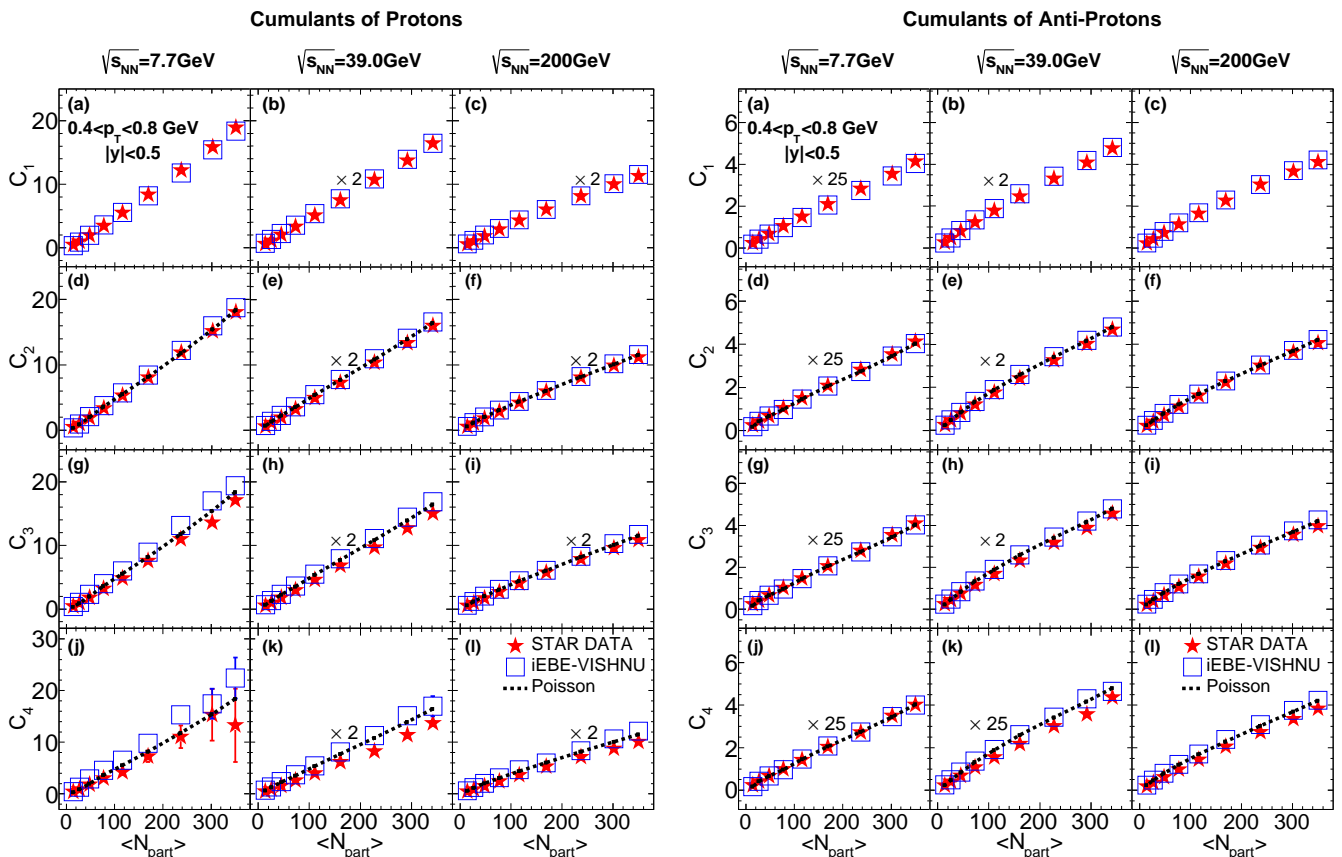 Cumulants of Protons
Cumulants of Anti-Protons
√sNN=7.7GeV √sNN=39.0GeV √sNN=200GeV
√sNN=7.7GeV √sNN=39.0GeV √sNN=200GeV
(a) (b) (c)
0.4<pT<0.8 GeV
|y|<0.5
× 2 × 2
C1
0 10 20
(d) (e) (f)
× 2 × 2
C2
0 10 20
(g) (h) (i)
× 2 × 2
C3
0 10 20
(j) (k) (l)
STAR DATA
iEBE-VISHNU
Poisson
× 2 × 2
C4
0 10 20 30
0 100 200 300 0 100 200 300 0 100 200 300
<Npart> <Npart> <Npart>
(a) (b) (c)
0.4<pT<0.8 GeV
|y|<0.5
× 25 × 2
C1
0 2 4 6
(d) (e) (f)
× 25 × 2
C2
0 2 4 6
(g) (h) (i)
× 25 × 2
C3
0 2 4 6
(j) (k) (l)
STAR DATA
iEBE-VISHNU
Poisson
× 25 × 25
C4
0 2 4 6
0 100 200 300 0 100 200 300 0 100 200 300
<Npart> <Npart> <Npart>